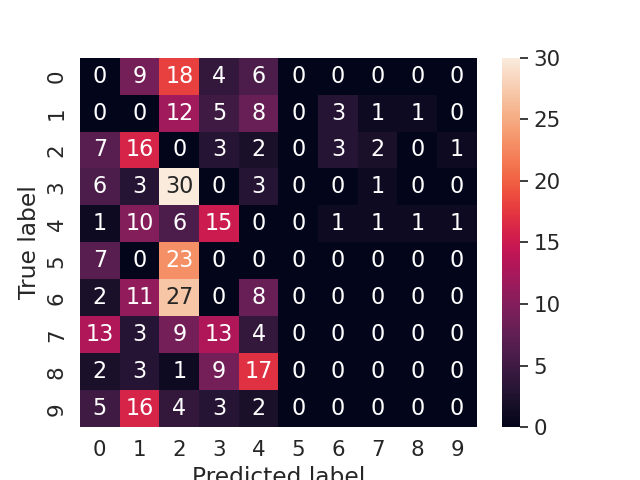 0 0 9 18 4 6 0 0 0 0 0
1 0 0 12 5 8 0 3 1 1 0
2 7 16 0 3 2 0 3 2 0 1
3 6 3 30 0 3 0 0 1 0 0
4 1 10 6 15 0 0 1 1 1 1
5 7 0 23 0 0 0 0 0 0 0
6 2 11 27 0 8 0 0 0 0 0
7 13 3 9 13 4 0 0 0 0 0
8 2 3 1 9 17 0 0 0 0 0
9 5 16 4 3 2 0 0 0 0 0
0 1 2 3 4 5 6 7 8 9
Predicted label
True label
30
25
20
15
10
5
0